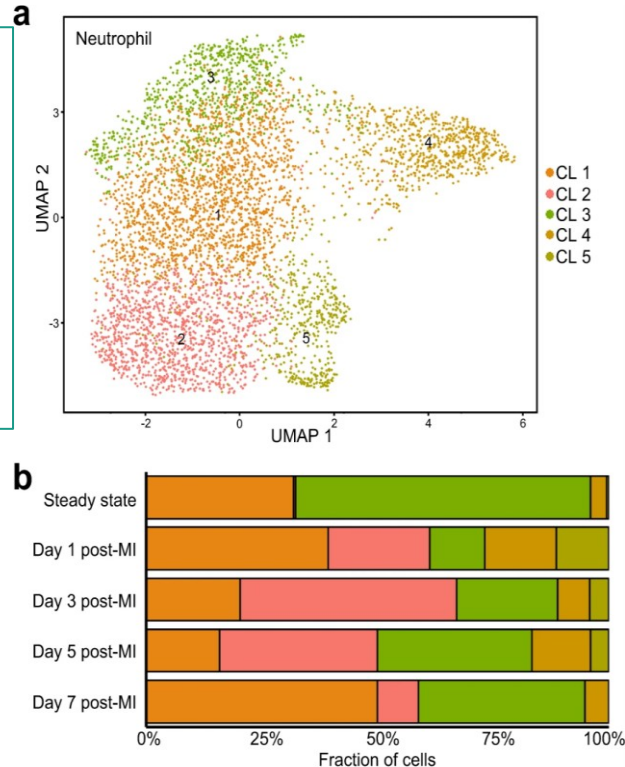 a
Neutrophil
3
3
4
3
CL 1
CL 2
CL 3
CL 4
CL 5
UMAP 2
0
1
-3
2
5
-2
0
2
4
6
UMAP 1
b
Steady state
Day 1 post-MI
Day 3 post-MI
Day 5 post-MI
Day 7 post-MI
0%
25%
50%
75%
100%
Fraction of cells